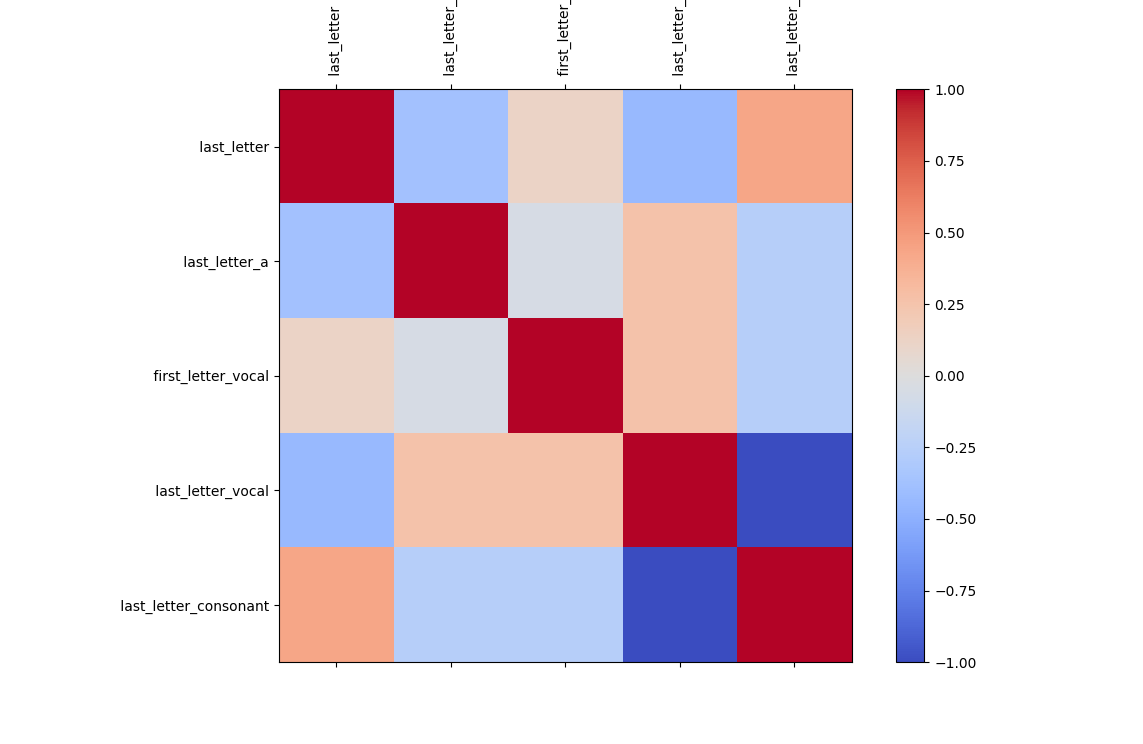 last_letter
last_letter_
first_letter_
last_letter_
last_letter_
last_letter
last_letter_a
first_letter_vocal
last_letter_vocal
last_letter_consonant
1.00
0.75
0.50
0.25
0.00
−0.25
−0.50
−0.75
−1.00